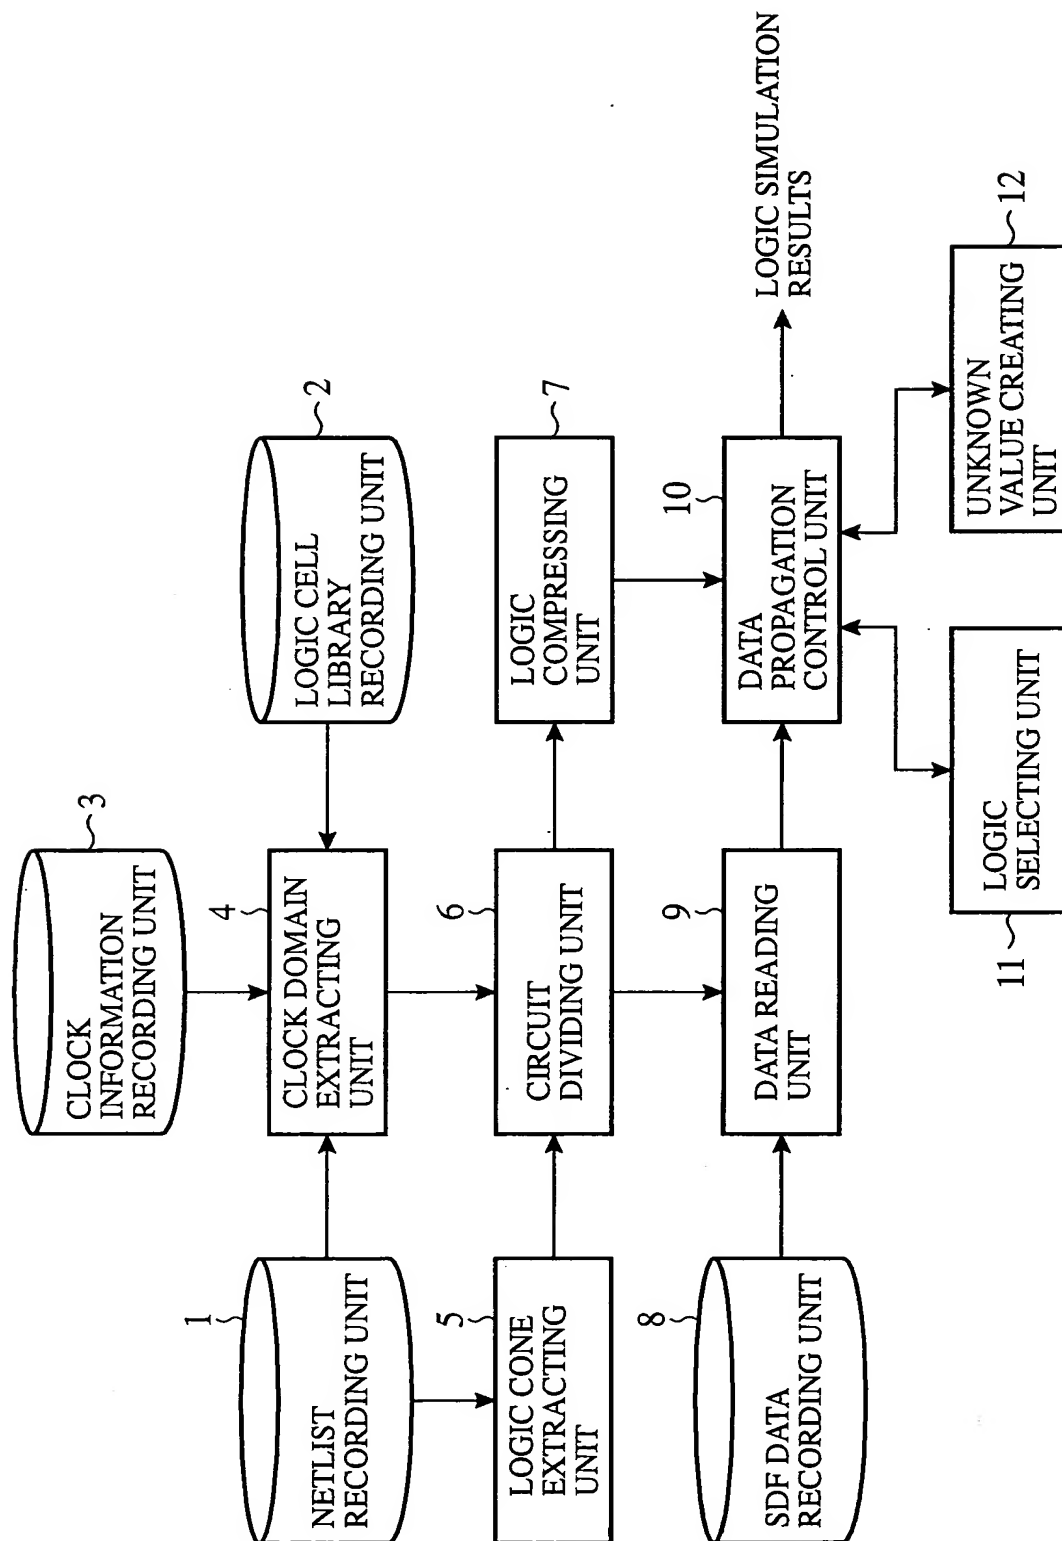 3
CLOCK
INFORMATION
RECORDING UNIT
1
NETLIST
RECORDING UNIT
4
CLOCK DOMAIN
EXTRACTING
UNIT
2
LOGIC CELL
LIBRARY
RECORDING UNIT
5
LOGIC CONE
EXTRACTING
UNIT
6
CIRCUIT
DIVIDING UNIT
7
LOGIC
COMPRESSING
UNIT
8
SDF DATA
RECORDING UNIT
9
DATA READING
UNIT
10
DATA
PROPAGATION
CONTROL UNIT
LOGIC SIMULATION
RESULTS
11
LOGIC
SELECTING UNIT
12
UNKNOWN
VALUE CREATING
UNIT